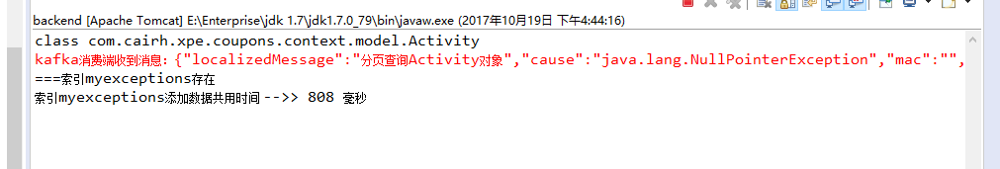 backend [Apache Tomcat] E:\Enterprise\jdk 1.7\jdk1.7.0_79\bin\javaw.exe (2017年10月19日 下午4:44:16)
class com.cairh.xpe.coupons.context.model.Activity
kafka消费端收到消息：{"localizedMessage":"分页查询Activity对象","cause":"java.lang.NullPointerException","mac":"",
===索引myexceptions存在
索引myexceptions添加数据共用时间 -->> 808 毫秒